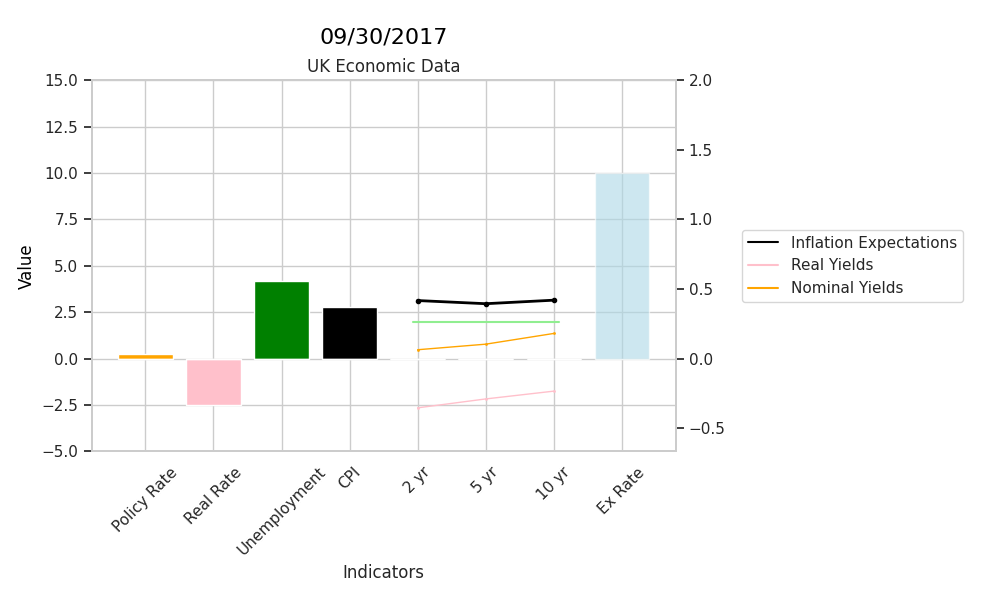 09/30/2017
UK Economic Data
15.0
12.5
10.0
7.5
5.0
2.5
0.0
−2.5
−5.0
Value
2.0
1.5
1.0
0.5
0.0
−0.5
Inflation Expectations
Real Yields
Nominal Yields
Policy Rate
Real Rate
Unemployment
CPI
2 yr
5 yr
10 yr
Ex Rate
Indicators